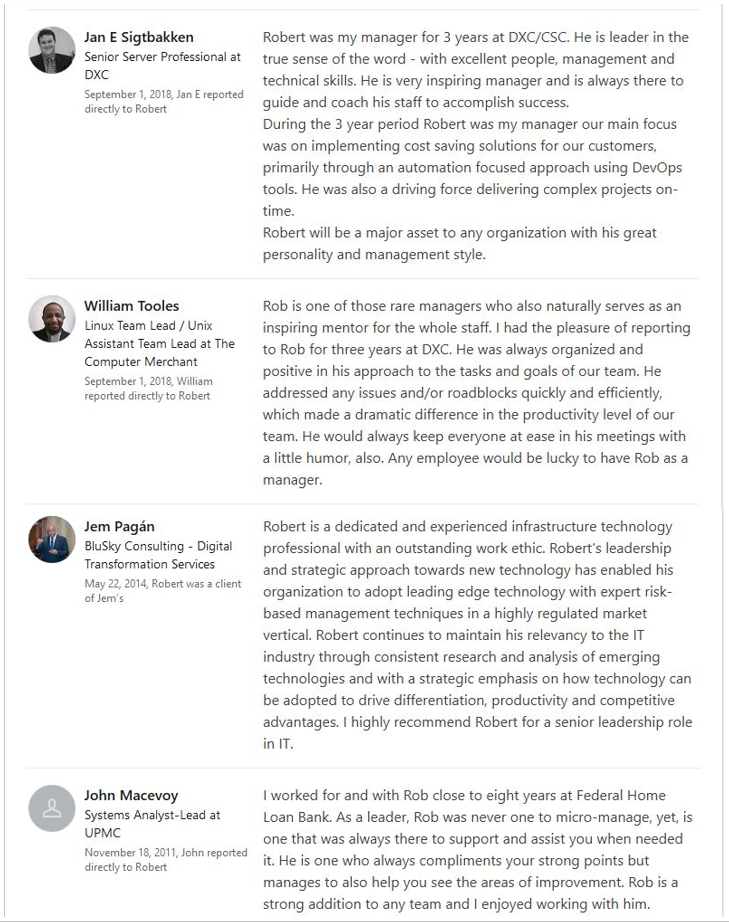 Jan E Sigtbakken
Senior Server Professional at
DXC
September 1, 2018, Jan E reported
directly to Robert
Robert was my manager for 3 years at DXC/CSC. He is leader in the
true sense of the word - with excellent people, management and
technical skills. He is very inspiring manager and is always there to
guide and coach his staff to accomplish success.
During the 3 year period Robert was my manager our main focus
was on implementing cost saving solutions for our customers,
primarily through an automation focused approach using DevOps
tools. He was also a driving force delivering complex projects on-
time.
Robert will be a major asset to any organization with his great
personality and management style.
William Tooles
Linux Team Lead / Unix
Assistant Team Lead at The
Computer Merchant
September 1, 2018, William
reported directly to Robert
Rob is one of those rare managers who also naturally serves as an
inspiring mentor for the whole staff. I had the pleasure of reporting
to Rob for three years at DXC. He was always organized and
positive in his approach to the tasks and goals of our team. He
addressed any issues and/or roadblocks quickly and efficiently,
which made a dramatic difference in the productivity level of our
team. He would always keep everyone at ease in his meetings with
a little humor, also. Any employee would be lucky to have Rob as a
manager.
Jem Pagán
BluSky Consulting - Digital
Transformation Services
May 22, 2014, Robert was a client
of Jem's
Robert is a dedicated and experienced infrastructure technology
professional with an outstanding work ethic. Robert's leadership
and strategic approach towards new technology has enabled his
organization to adopt leading edge technology with expert risk-
based management techniques in a highly regulated market
vertical. Robert continues to maintain his relevancy to the IT
industry through consistent research and analysis of emerging
technologies and with a strategic emphasis on how technology can
be adopted to drive differentiation, productivity and competitive
advantages. I highly recommend Robert for a senior leadership role
in IT.
John Macevoy
Systems Analyst-Lead at
UPMC
November 18, 2011, John reported
directly to Robert
I worked for and with Rob close to eight years at Federal Home
Loan Bank. As a leader, Rob was never one to micro-manage, yet, is
one that was always there to support and assist you when needed
it. He is one who always compliments your strong points but
manages to also help you see the areas of improvement. Rob is a
strong addition to any team and I enjoyed working with him.